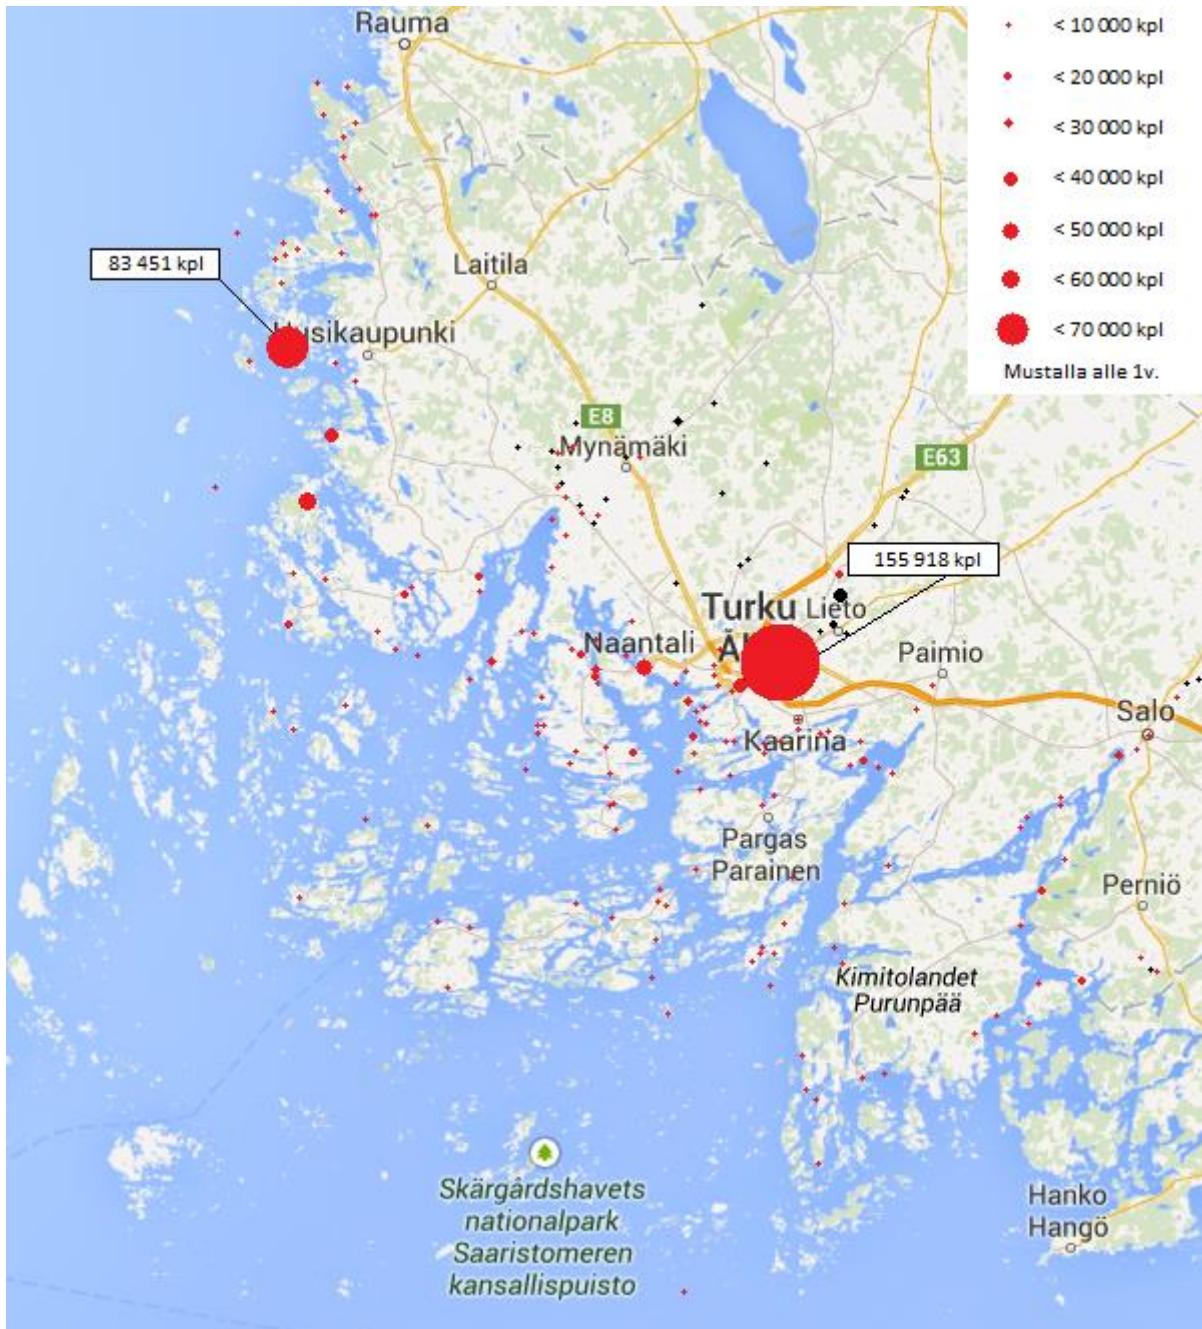 Rauma
< 10 000 kpl
< 20 000 kpl
< 30 000 kpl
< 40 000 kpl
< 50 000 kpl
< 60 000 kpl
< 70 000 kpl
Mustalla alle 1v.
83 451 kpl
Laitila
usikaupunki
E8
Mynämäki
E63
155 918 kpl
Turku
Lieto
Naantali
Paimio
Salo
Kaarina
Pargas
Parainen
Perniö
Kimitolandet
Purunpää
Skärgårdshavets
nationalpark
Saaristomeren
kansallispuisto
Hanko
Hangö